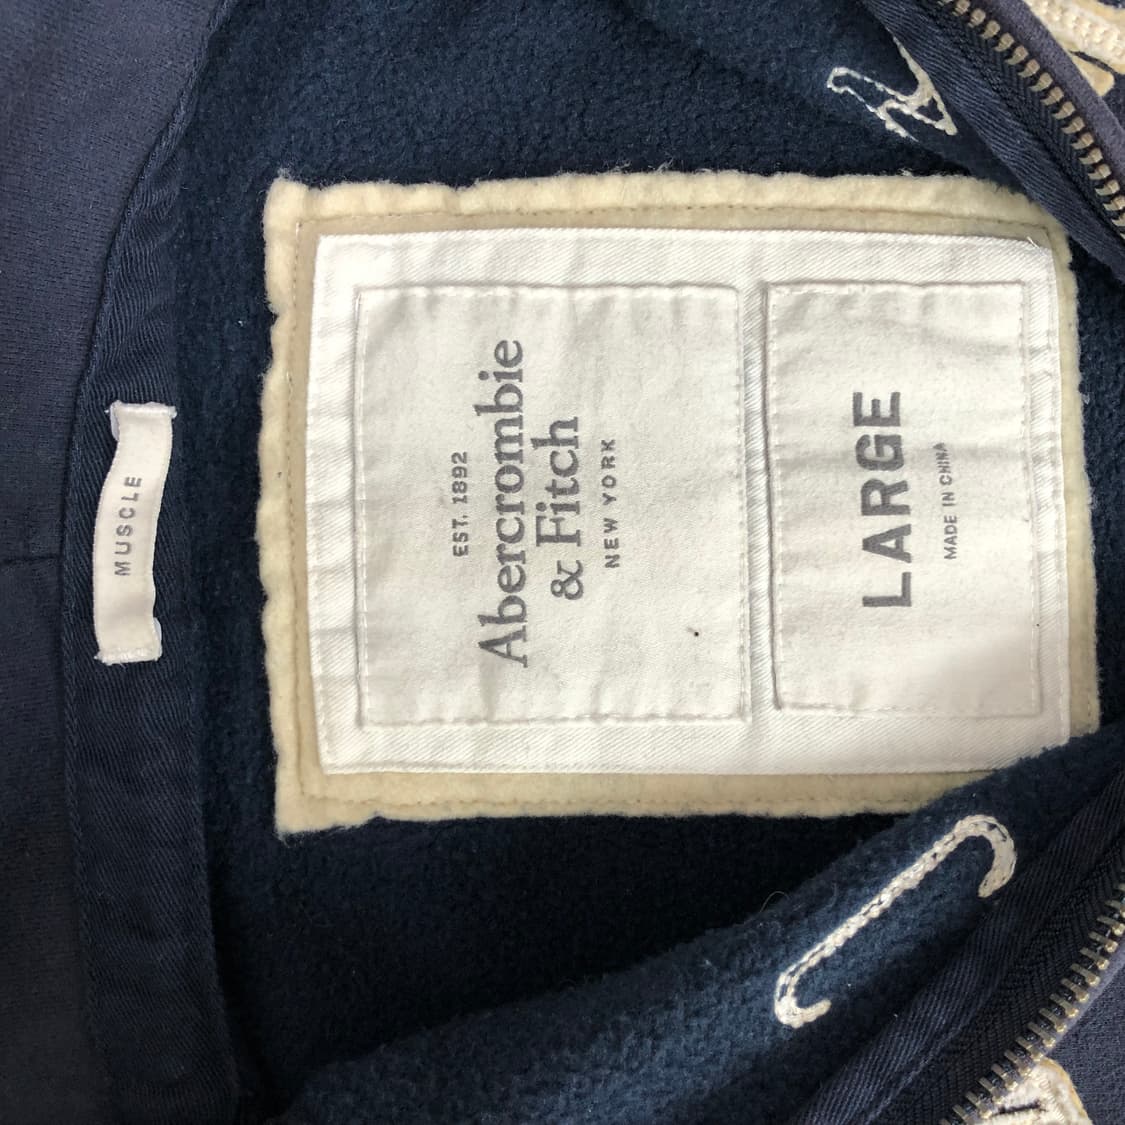 MUSCLE
EST. 1892
Abercrombie
& Fitch
NEW YORK
LARGE
MADE IN CHINA